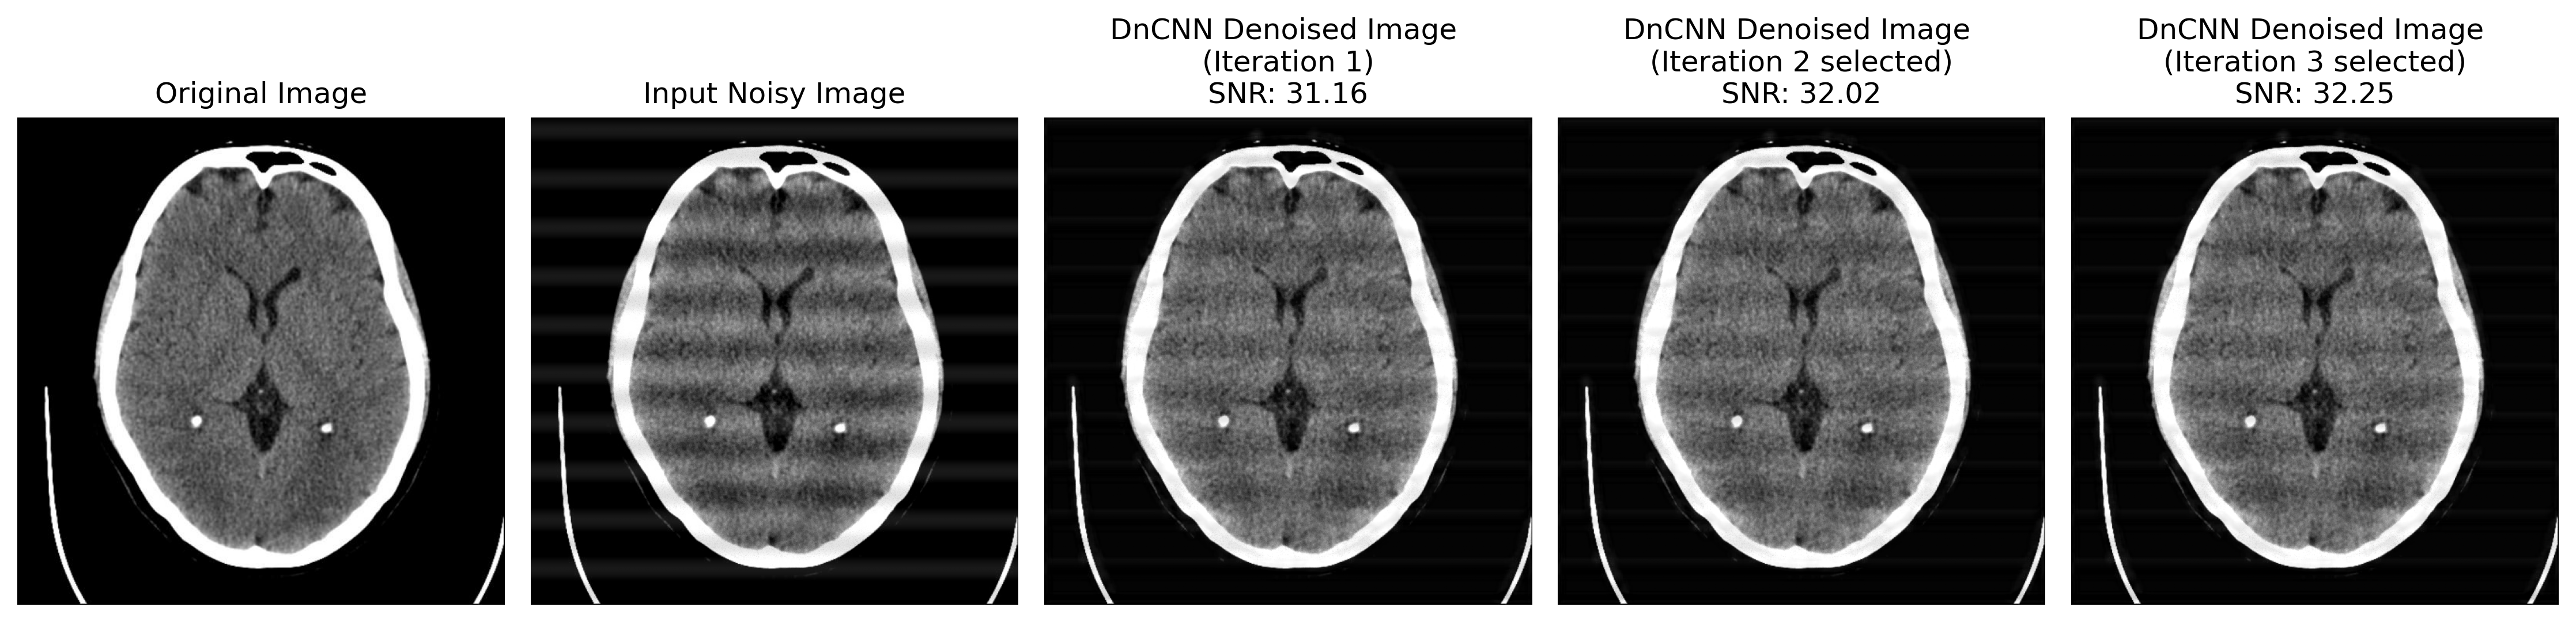 Original Image
Input Noisy Image
DnCNN Denoised Image
(Iteration 1)
SNR: 31.16
DnCNN Denoised Image
(Iteration 2 selected)
SNR: 32.02
DnCNN Denoised Image
(Iteration 3 selected)
SNR: 32.25